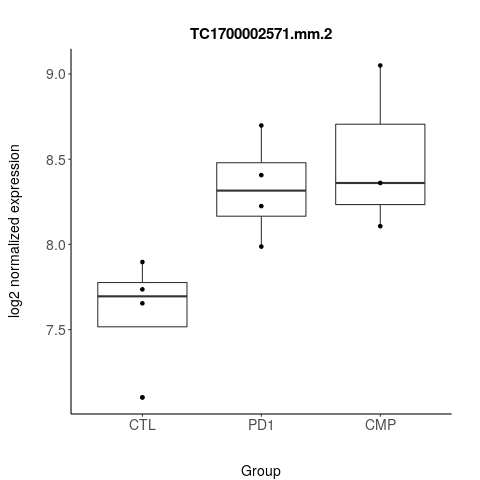 TC1700002571.mm.2
log2 normalized expression
9.0
8.5
8.0
7.5
CTL PD1 CMP
Group